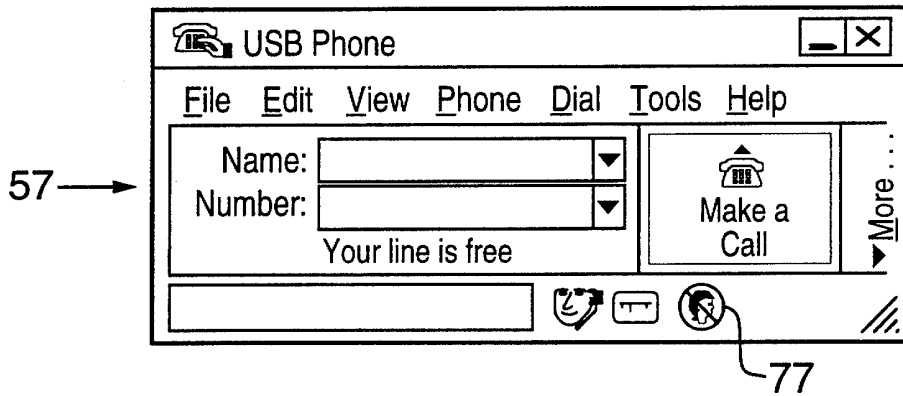 USB Phone
File Edit View Phone Dial Tools Help
57
Name:
Number:
Your line is free
Make a
Call
More . . . .
77